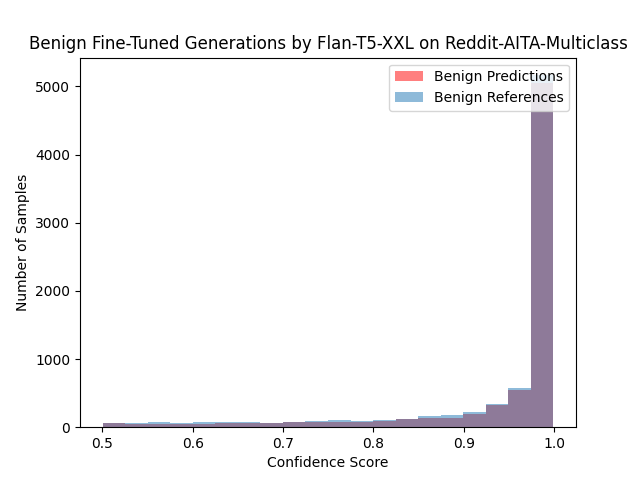 Benign Fine-Tuned Generations by Flan-T5-XXL on Reddit-AITA-Multiclass
Benign Predictions
Benign References
Number of Samples
5000
4000
3000
2000
1000
0
0.5 0.6 0.7 0.8 0.9 1.0
Confidence Score